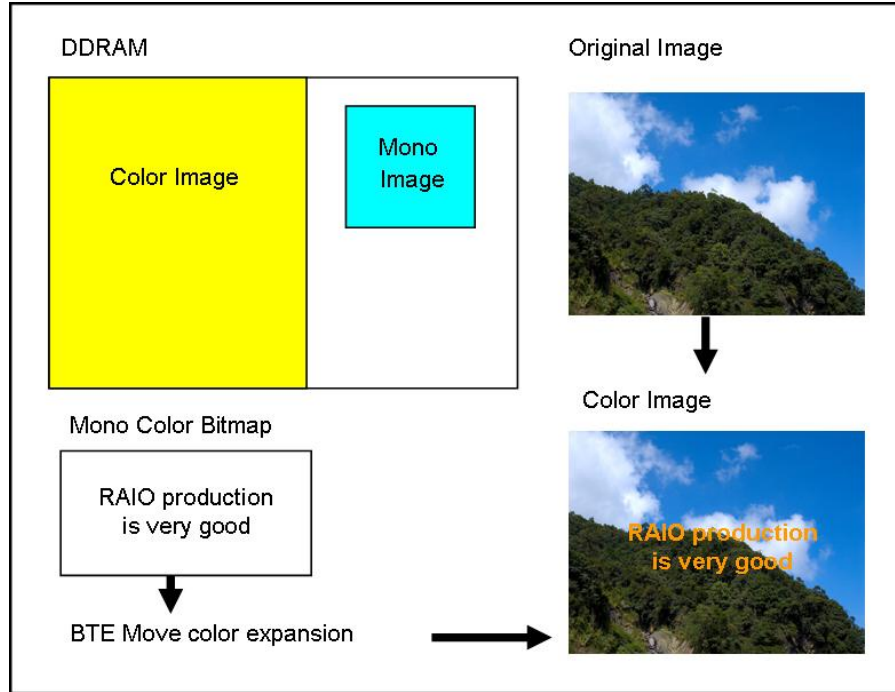 DDRAM
Original Image
Color Image
Mono
Image
Color Image
Mono Color Bitmap
RAIO production
is very good
RAIO production
is very good
BTE Move color expansion